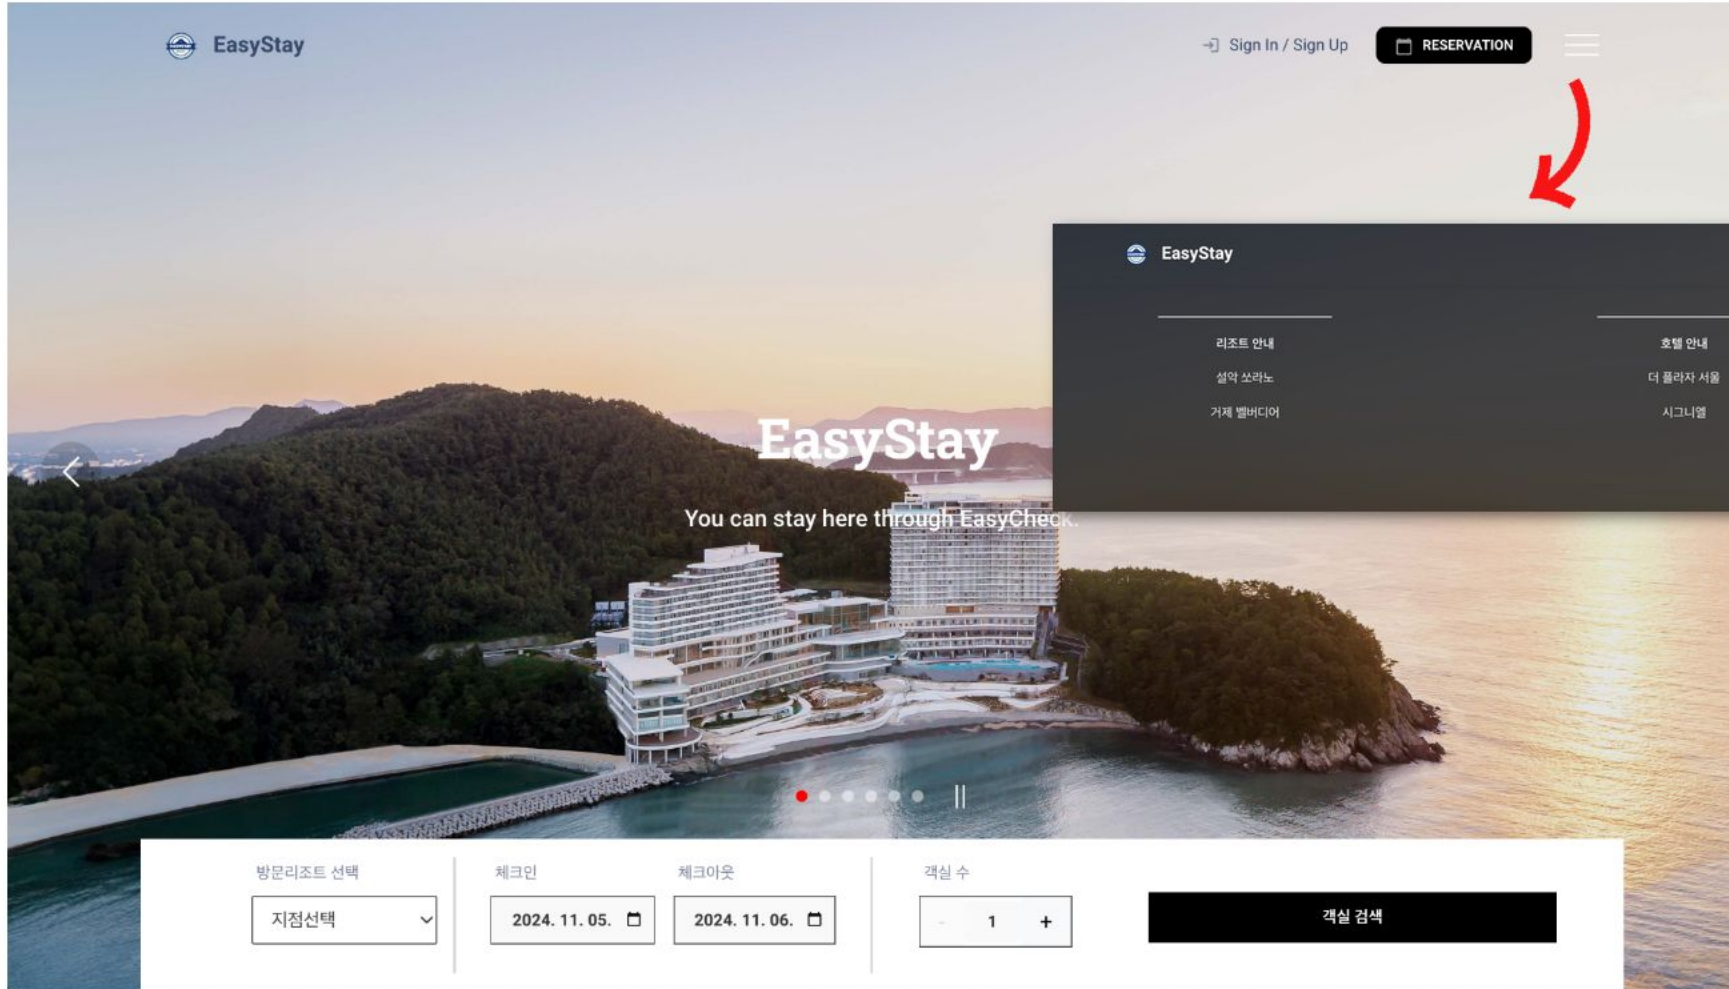 EasyStay
Sign In / Sign Up
RESERVATION
EasyStay
리조트 안내
설악 쏘라노
거제 벨버디어
호텔 안내
더 플라자 서울
시그니엘
EasyStay
You can stay here through EasyCheck.
방문리조트 선택
지점선택
체크인
2024. 11. 05.
체크아웃
2024. 11. 06.
객실 수
- 1 +
객실 검색